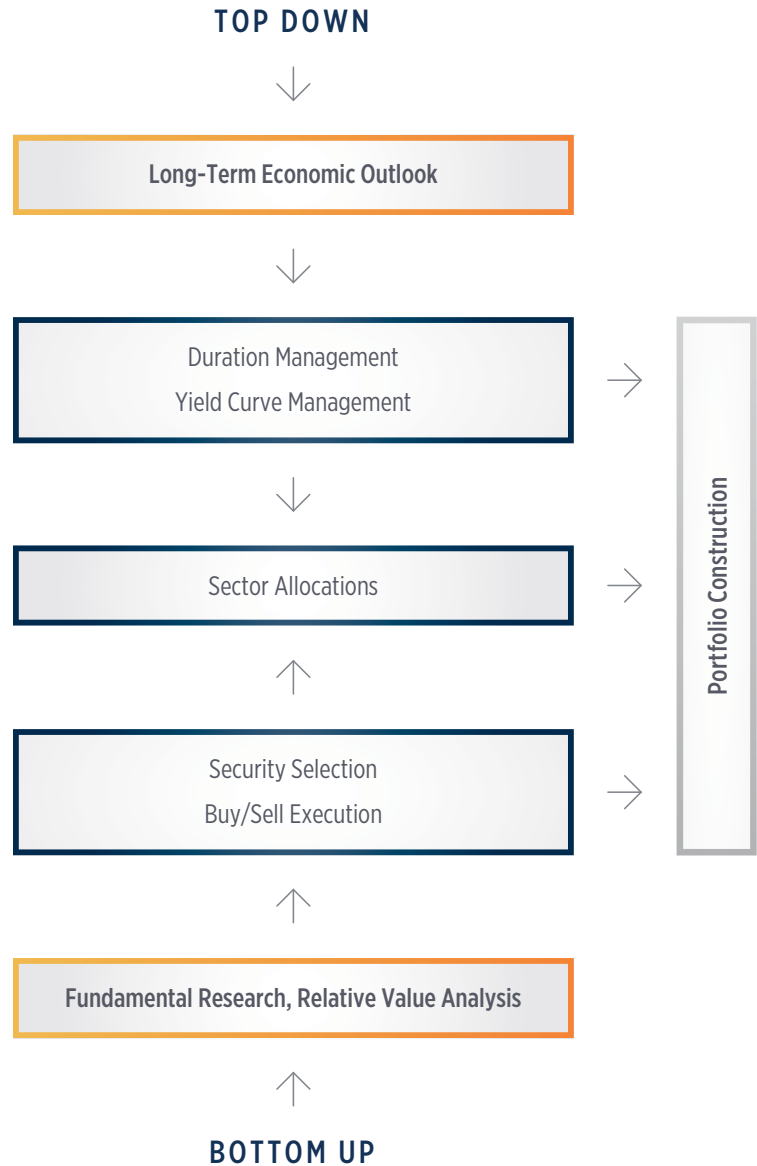 TOP DOWN
Long-Term Economic Outlook
Duration Management
Yield Curve Management
Sector Allocations
Portfolio Construction
Security Selection
Buy/Sell Execution
Fundamental Research, Relative Value Analysis
BOTTOM UP